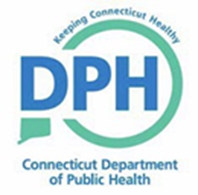 Keeping Connecticut Healthy
DPH
Connecticut Department
of Public Health